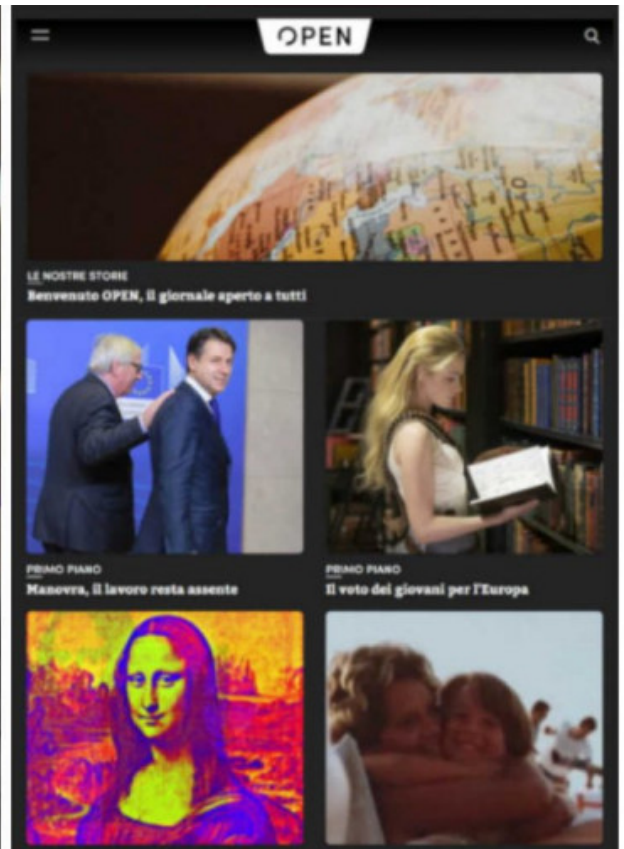 OPEN
LE NOSTRE STORIE
Benvenuto OPEN, il giornale aperto a tutti
PRIMO PIANO
Manovra, il lavoro resta assente
PRIMO PIANO
Il voto dei giovani per l'Europa